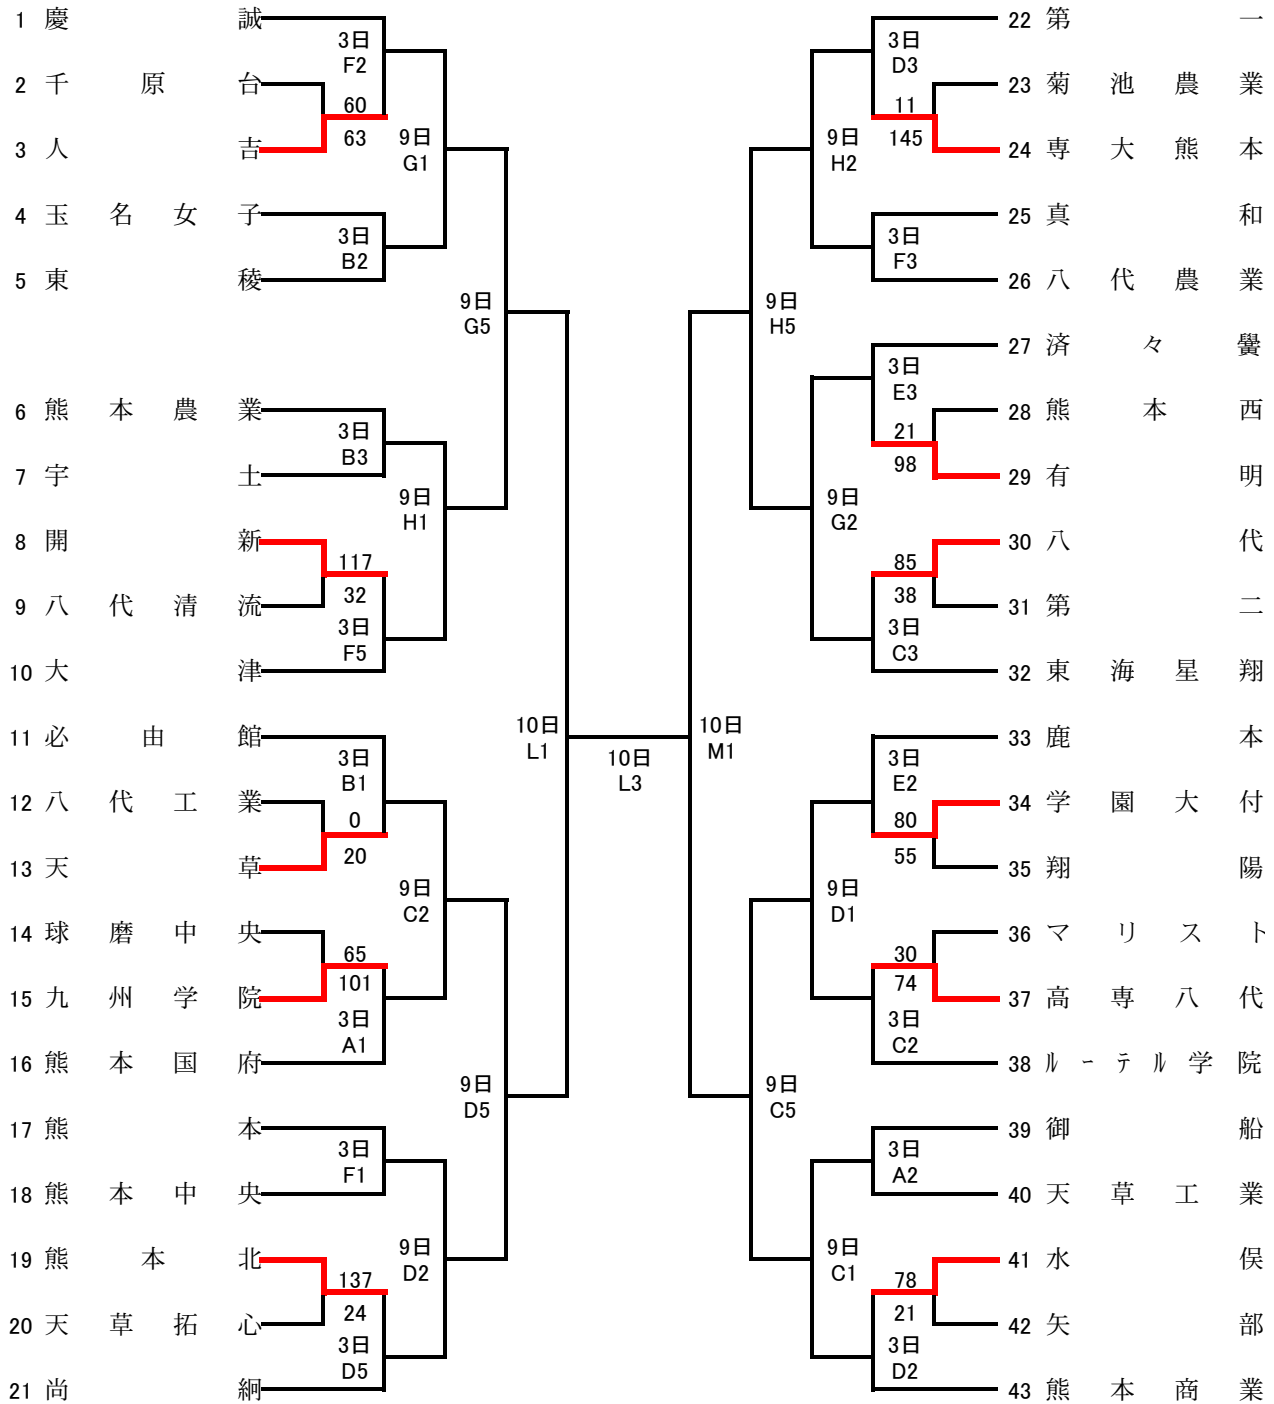 1 慶誠
3日
F2
2 千原台
60
63
3 人吉
9日
G1
4 玉名女子
3日
B2
5 東稜
9日
G5
6 熊本農業
3日
B3
7 宇土
9日
H1
8 開新
117
32
9 八代清流
3日
F5
10 大津
10日
L1
11 必由館
3日
B1
12 八代工業
0
20
13 天草
9日
C2
14 球磨中央
65
101
15 九州学院
3日
A1
16 熊本国府
9日
D5
17 熊本
3日
F1
18 熊本中央
9日
D2
19 熊本北
137
24
20 天草拓心
3日
D5
21 尚絅
10日
L3
22 第一
3日
D3
23 菊池農業
11
145
24 専大熊本
9日
H2
25 真和
3日
F3
26 八代農業
9日
H5
27 済々黌
3日
E3
28 熊本西
21
98
29 有明
9日
G2
30 八代
85
38
31 第二
3日
C3
32 東海星翔
10日
M1
33 鹿本
3日
E2
34 学園大付
80
55
35 翔陽
9日
D1
36 マリスト
30
74
37 高専八代
3日
C2
38 ﾙｰﾃﾙ学院
9日
C5
39 御船
3日
A2
40 天草工業
9日
C1
41 水俣
78
21
42 矢部
3日
D2
43 熊本商業